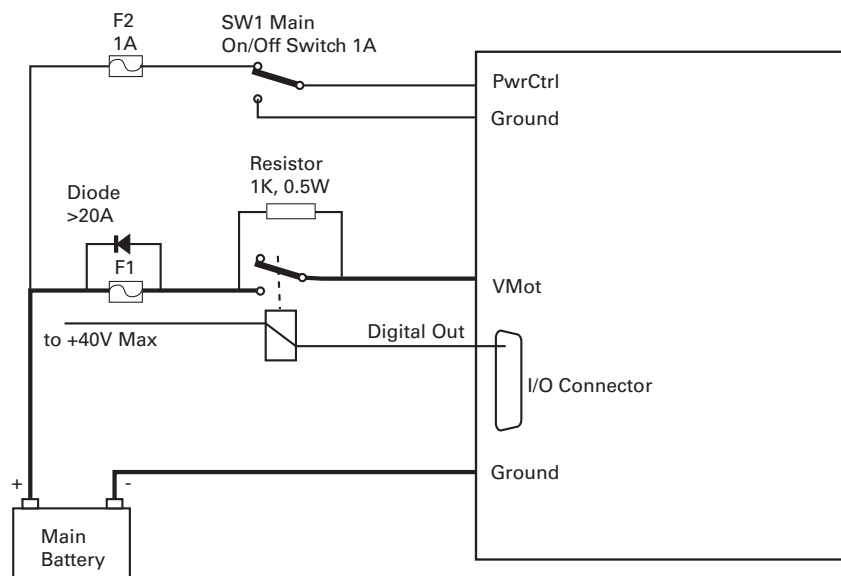 F2
1A
SW1 Main
On/Off Switch 1A
PwrCtrl
Ground
Resistor
1K, 0.5W
Diode
>20A
F1
VMot
to +40V Max
Digital Out
I/O Connector
Ground
+
-
Main
Battery